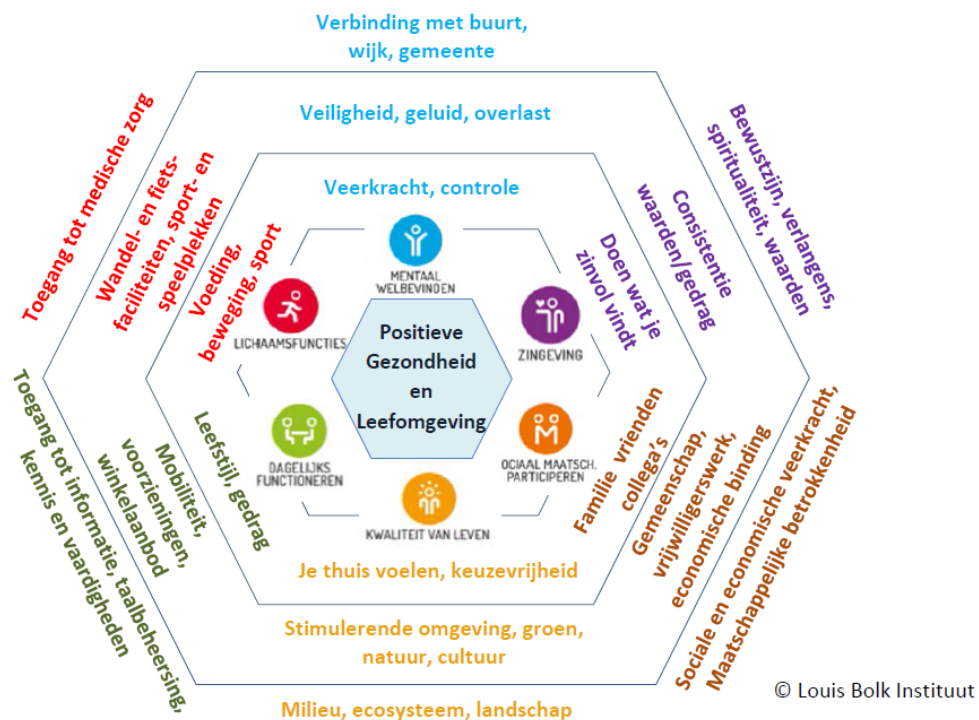 Verbinding met buurt,
wijk, gemeente
Veiligheid, geluid, overlast
Veerkracht, controle
MENTAAL
WELBEVINDEN
Toegang tot medische zorg
Wandel- en fiets-
faciliteiten, sport- en
speelplekken
Voeding,
beweging, sport
LICHAAMSFUNCTIES
Bewustzijn, verlangens,
spiritualiteit, waarden
Consistentie
waarden/gedrag
Doen wat je
zinvol vindt
ZINGEVING
Positieve
Gezondheid
en
Leefomgeving
Toegang tot informatie, taalbeheersing,
kennis en vaardigheden
Mobiliteit,
voorzieningen,
winkelaanbod
Leefstijl, gedrag
DAGELIJKS
FUNCTIONEREN
OCIAAL MAATSCH.
PARTICIPEREN
Familie vrienden
collega's
Gemeenschap,
vrijwilligerswerk,
economische binding
Sociale en economische veerkracht,
Maatschappelijke betrokkenheid
KWALITEIT VAN LEVEN
Je thuis voelen, keuzevrijheid
Stimulerende omgeving, groen,
natuur, cultuur
Milieu, ecosysteem, landschap
© Louis Bolk Instituut